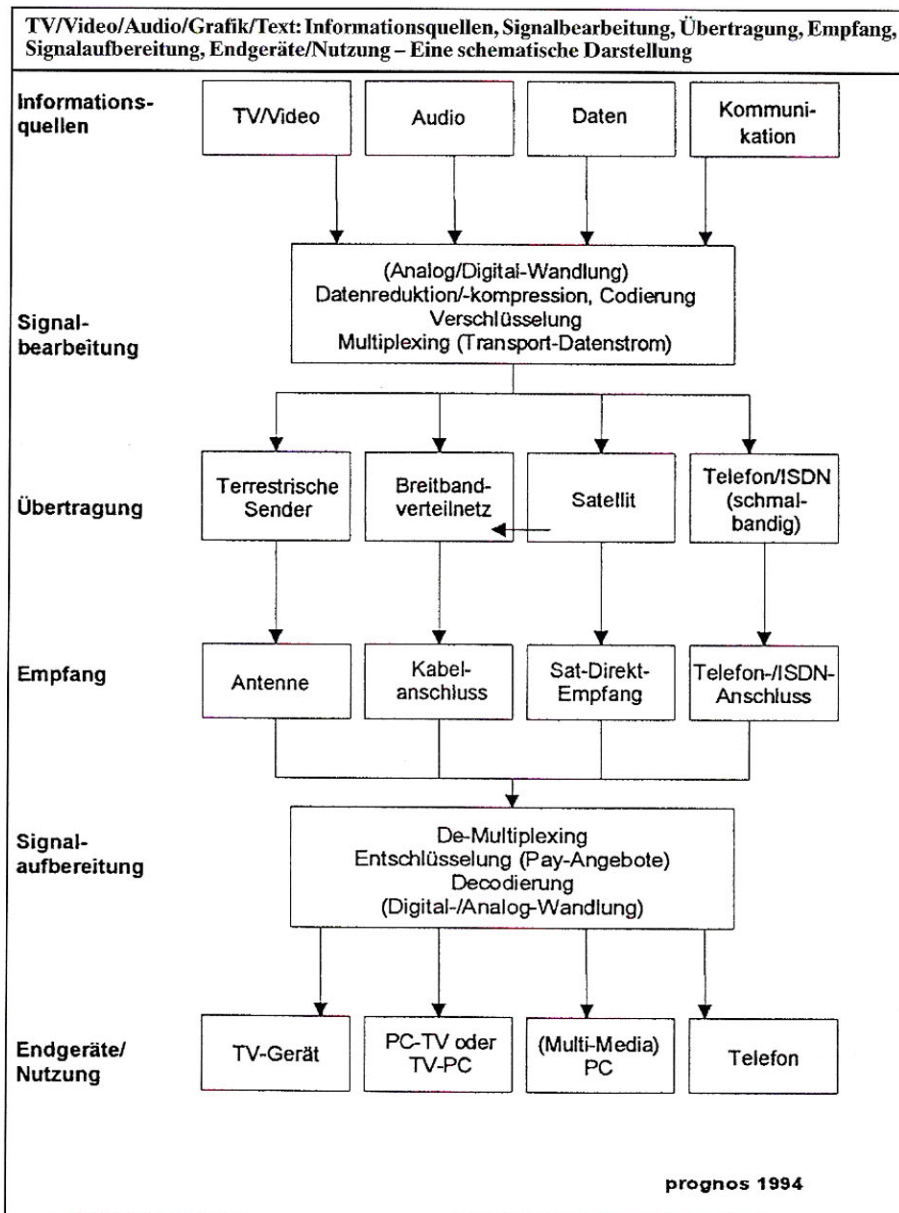 TV/Video/Audio/Grafik/Text: Informationsquellen, Signalbearbeitung, Übertragung, Empfang,
Signalaufbereitung, Endgeräte/Nutzung – Eine schematische Darstellung
Informations-
quellen
TV/Video
Audio
Daten
Kommuni-
kation
Signal-
bearbeitung
(Analog/Digital-Wandlung)
Datenreduktion/-kompression, Codierung
Verschlüsselung
Multiplexing (Transport-Datenstrom)
Übertragung
Terrestrische
Sender
Breitband-
verteilnetz
Satellit
Telefon/ISDN
(schmal-
bandig)
Empfang
Antenne
Kabel-
anschluss
Sat-Direkt-
Empfang
Telefon-/ISDN-
Anschluss
Signal-
aufbereitung
De-Multiplexing
Entschlüsselung (Pay-Angebote)
Decodierung
(Digital-/Analog-Wandlung)
Endgeräte/
Nutzung
TV-Gerät
PC-TV oder
TV-PC
(Multi-Media)
PC
Telefon
prognos 1994